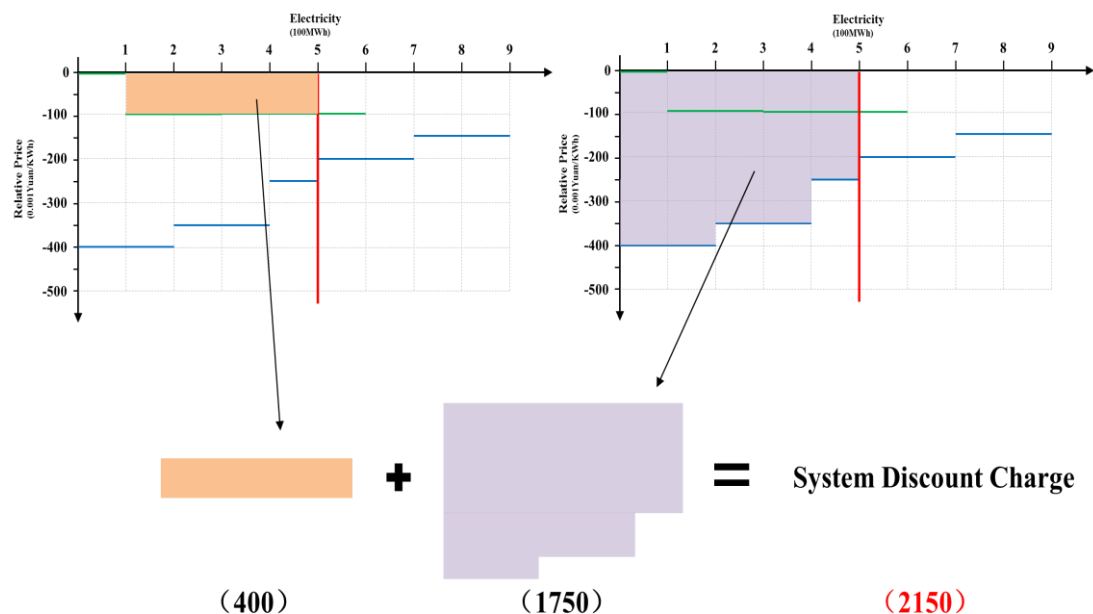 Electricity
(100MWh)
1 2 3 4 5 6 7 8 9
0
-100
-200
-300
-400
-500
Relative Price
(0.001Yuan/KWh)
Electricity
(100MWh)
1 2 3 4 5 6 7 8 9
0
-100
-200
-300
-400
-500
Relative Price
(0.001Yuan/KWh)
+ = System Discount Charge
（400） （1750） （2150）